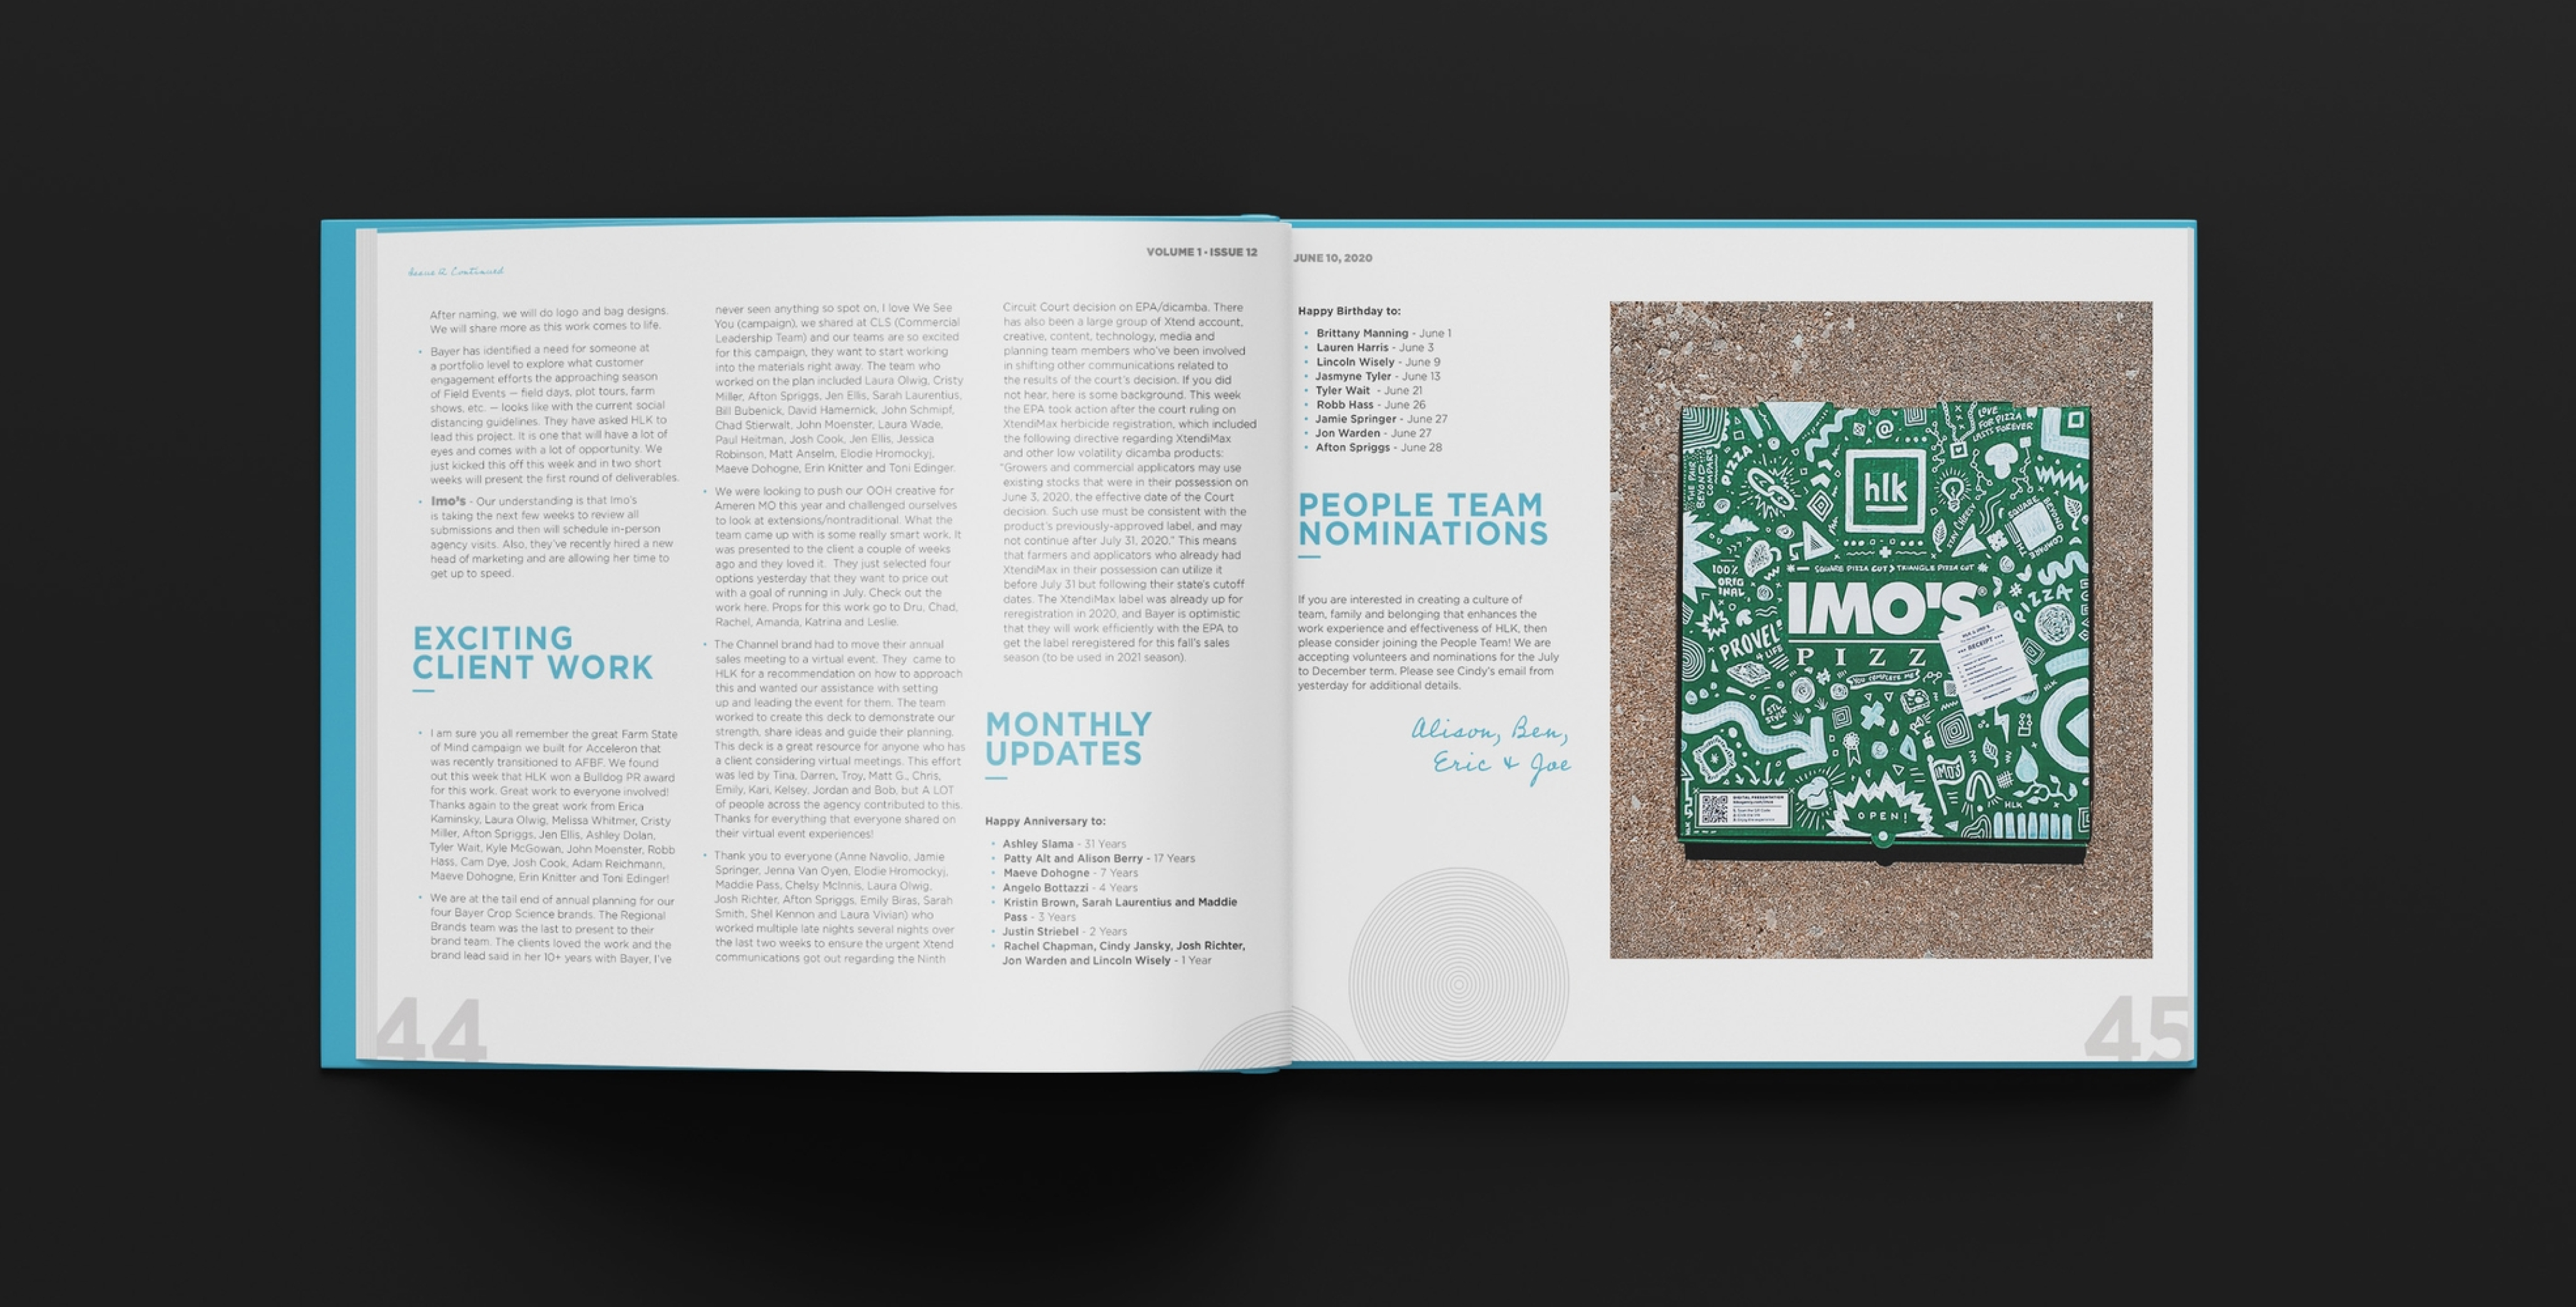 Issue 12 Continued
VOLUME 1 • ISSUE 12
After naming, we will do logo and bag designs.
We will share more as this work comes to life.
• Bayer has identified a need for someone at
a portfolio level to explore what customer
engagement efforts the approaching season
of Field Events — field days, plot tours, farm
shows, etc. — looks like with the current social
distancing guidelines. They have asked HLK to
lead this project. It is one that will have a lot of
eyes and comes with a lot of opportunity. We
just kicked this off this week and in two short
weeks will present the first round of deliverables.
• Imo's - Our understanding is that Imo's
is taking the next few weeks to review all
submissions and then will schedule in-person
agency visits. Also, they've recently hired a new
head of marketing and are allowing her time to
get up to speed.
EXCITING
CLIENT WORK
• I am sure you all remember the great Farm State
of Mind campaign we built for Acceleron that
was recently transitioned to AFBF. We found
out this week that HLK won a Bulldog PR award
for this work. Great work to everyone involved!
Thanks again to the great work from Erica
Kaminsky, Laura Olwig, Melissa Whitmer, Cristy
Miller, Afton Spriggs, Jen Ellis, Ashley Dolan,
Tyler Wait, Kyle McGowan, John Moenster, Robb
Hass, Cam Dye, Josh Cook, Adam Reichmann,
Maeve Dohogne, Erin Knitter and Toni Edinger!
• We are at the tail end of annual planning for our
four Bayer Crop Science brands. The Regional
Brands team was the last to present to their
brand team. The clients loved the work and the
brand lead said in her 10+ years with Bayer, I've
never seen anything so spot on, I love We See
You (campaign), we shared at CLS (Commercial
Leadership Team) and our teams are so excited
for this campaign, they want to start working
into the materials right away. The team who
worked on the plan included Laura Olwig, Cristy
Miller, Afton Spriggs, Jen Ellis, Sarah Laurentius,
Bill Bubenick, David Hamernick, John Schmipf,
Chad Stierwalt, John Moenster, Laura Wade,
Paul Heitman, Josh Cook, Jen Ellis, Jessica
Robinson, Matt Anselm, Elodie Hromockyj,
Maeve Dohogne, Erin Knitter and Toni Edinger.
• We were looking to push our OOH creative for
Ameren MO this year and challenged ourselves
to look at extensions/nontraditional. What the
team came up with is some really smart work. It
was presented to the client a couple of weeks
ago and they loved it. They just selected four
options yesterday that they want to price out
with a goal of running in July. Check out the
work here. Props for this work go to Dru, Chad,
Rachel, Amanda, Katrina and Leslie.
• The Channel brand had to move their annual
sales meeting to a virtual event. They came to
HLK for a recommendation on how to approach
this and wanted our assistance with setting
up and leading the event for them. The team
worked to create this deck to demonstrate our
strength, share ideas and guide their planning.
This deck is a great resource for anyone who has
a client considering virtual meetings. This effort
was led by Tina, Darren, Troy, Matt G., Chris,
Emily, Kari, Kelsey, Jordan and Bob, but A LOT
of people across the agency contributed to this.
Thanks for everything that everyone shared on
their virtual event experiences!
• Thank you to everyone (Anne Navolio, Jamie
Springer, Jenna Van Oyen, Elodie Hromockyj,
Maddie Pass, Chelsy McInnis, Laura Olwig,
Josh Richter, Afton Spriggs, Emily Biras, Sarah
Smith, Shel Kennon and Laura Vivian) who
worked multiple late nights several nights over
the last two weeks to ensure the urgent Xtend
communications got out regarding the Ninth
Circuit Court decision on EPA/dicamba. There
has also been a large group of Xtend account,
creative, content, technology, media and
planning team members who've been involved
in shifting other communications related to
the results of the court's decision. If you did
not hear, here is some background. This week
the EPA took action after the court ruling on
XtendiMax herbicide registration, which included
the following directive regarding XtendiMax
and other low volatility dicamba products:
"Growers and commercial applicators may use
existing stocks that were in their possession on
June 3, 2020, the effective date of the Court
decision. Such use must be consistent with the
product's previously-approved label, and may
not continue after July 31, 2020." This means
that farmers and applicators who already had
XtendiMax in their possession can utilize it
before July 31 but following their state's cutoff
dates. The XtendiMax label was already up for
reregistration in 2020, and Bayer is optimistic
that they will work efficiently with the EPA to
get the label reregistered for this fall's sales
season (to be used in 2021 season).
MONTHLY
UPDATES
Happy Anniversary to:
• Ashley Slama - 31 Years
• Patty Alt and Alison Berry - 17 Years
• Maeve Dohogne - 7 Years
• Angelo Bottazzi - 4 Years
• Kristin Brown, Sarah Laurentius and Maddie
Pass - 3 Years
• Justin Striebel - 2 Years
• Rachel Chapman, Cindy Jansky, Josh Richter,
Jon Warden and Lincoln Wisely - 1 Year
44
JUNE 10, 2020
Happy Birthday to:
• Brittany Manning - June 1
• Lauren Harris - June 3
• Lincoln Wisely - June 9
• Jasmyne Tyler - June 13
• Tyler Wait - June 21
• Robb Hass - June 26
• Jamie Springer - June 27
• Jon Warden - June 27
• Afton Spriggs - June 28
PEOPLE TEAM
NOMINATIONS
If you are interested in creating a culture of
team, family and belonging that enhances the
work experience and effectiveness of HLK, then
please consider joining the People Team! We are
accepting volunteers and nominations for the July
to December term. Please see Cindy's email from
yesterday for additional details.
Alison, Ben,
Eric & Joe
LOVE
FOR PIZZA
LASTS FOREVER
@
PIZZA
THE PAIR
BEYOND
COMPARE
hlk
STAY CHEESY
THE SQUARE BEYOND COMPARE
SQUARE PIZZA CUT > TRIANGLE PIZZA CUT
100%
ORIG
INAL
IMO'S®
PIZZ
PIZZA
PROVEL
4 LIFE
RECEIPT
YOU COMPLETE ME
STL
STYLE
HLK
IMO'S
DIGITAL PRESENTATION
OPEN!
HLK
HLK
45